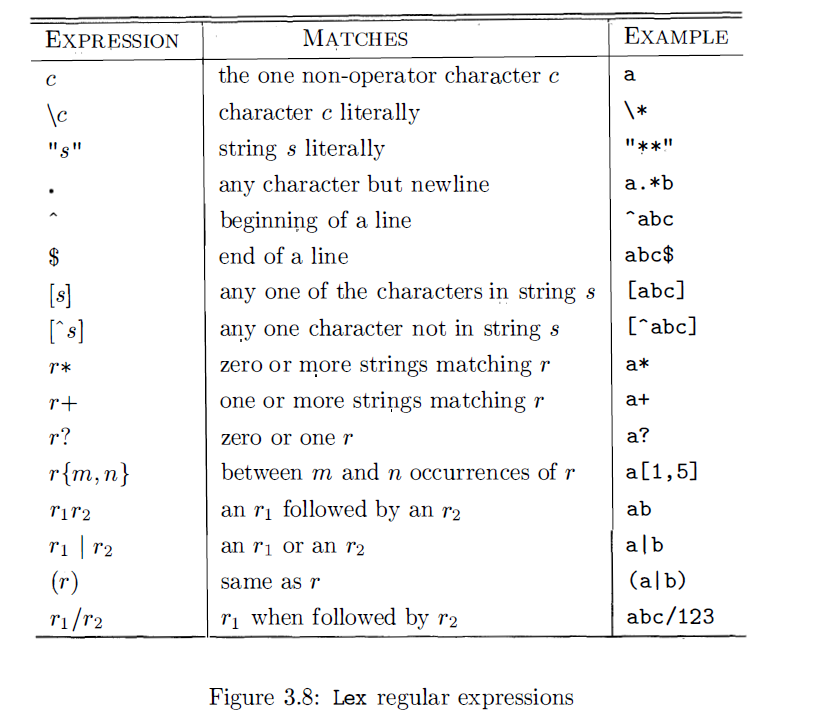 EXPRESSION MATCHES EXAMPLE
c the one non-operator character c a
\c character c literally \*
"s" string s literally "**"
. any character but newline a.*b
^ beginning of a line ^abc
$ end of a line abc$
[s] any one of the characters in string s [abc]
[^s] any one character not in string s [^abc]
r* zero or more strings matching r a*
r+ one or more strings matching r a+
r? zero or one r a?
r{m,n} between m and n occurrences of r a[1,5]
r₁r₂ an r₁ followed by an r₂ ab
r₁ | r₂ an r₁ or an r₂ a|b
(r) same as r (a|b)
r₁/r₂ r₁ when followed by r₂ abc/123
Figure 3.8: Lex regular expressions